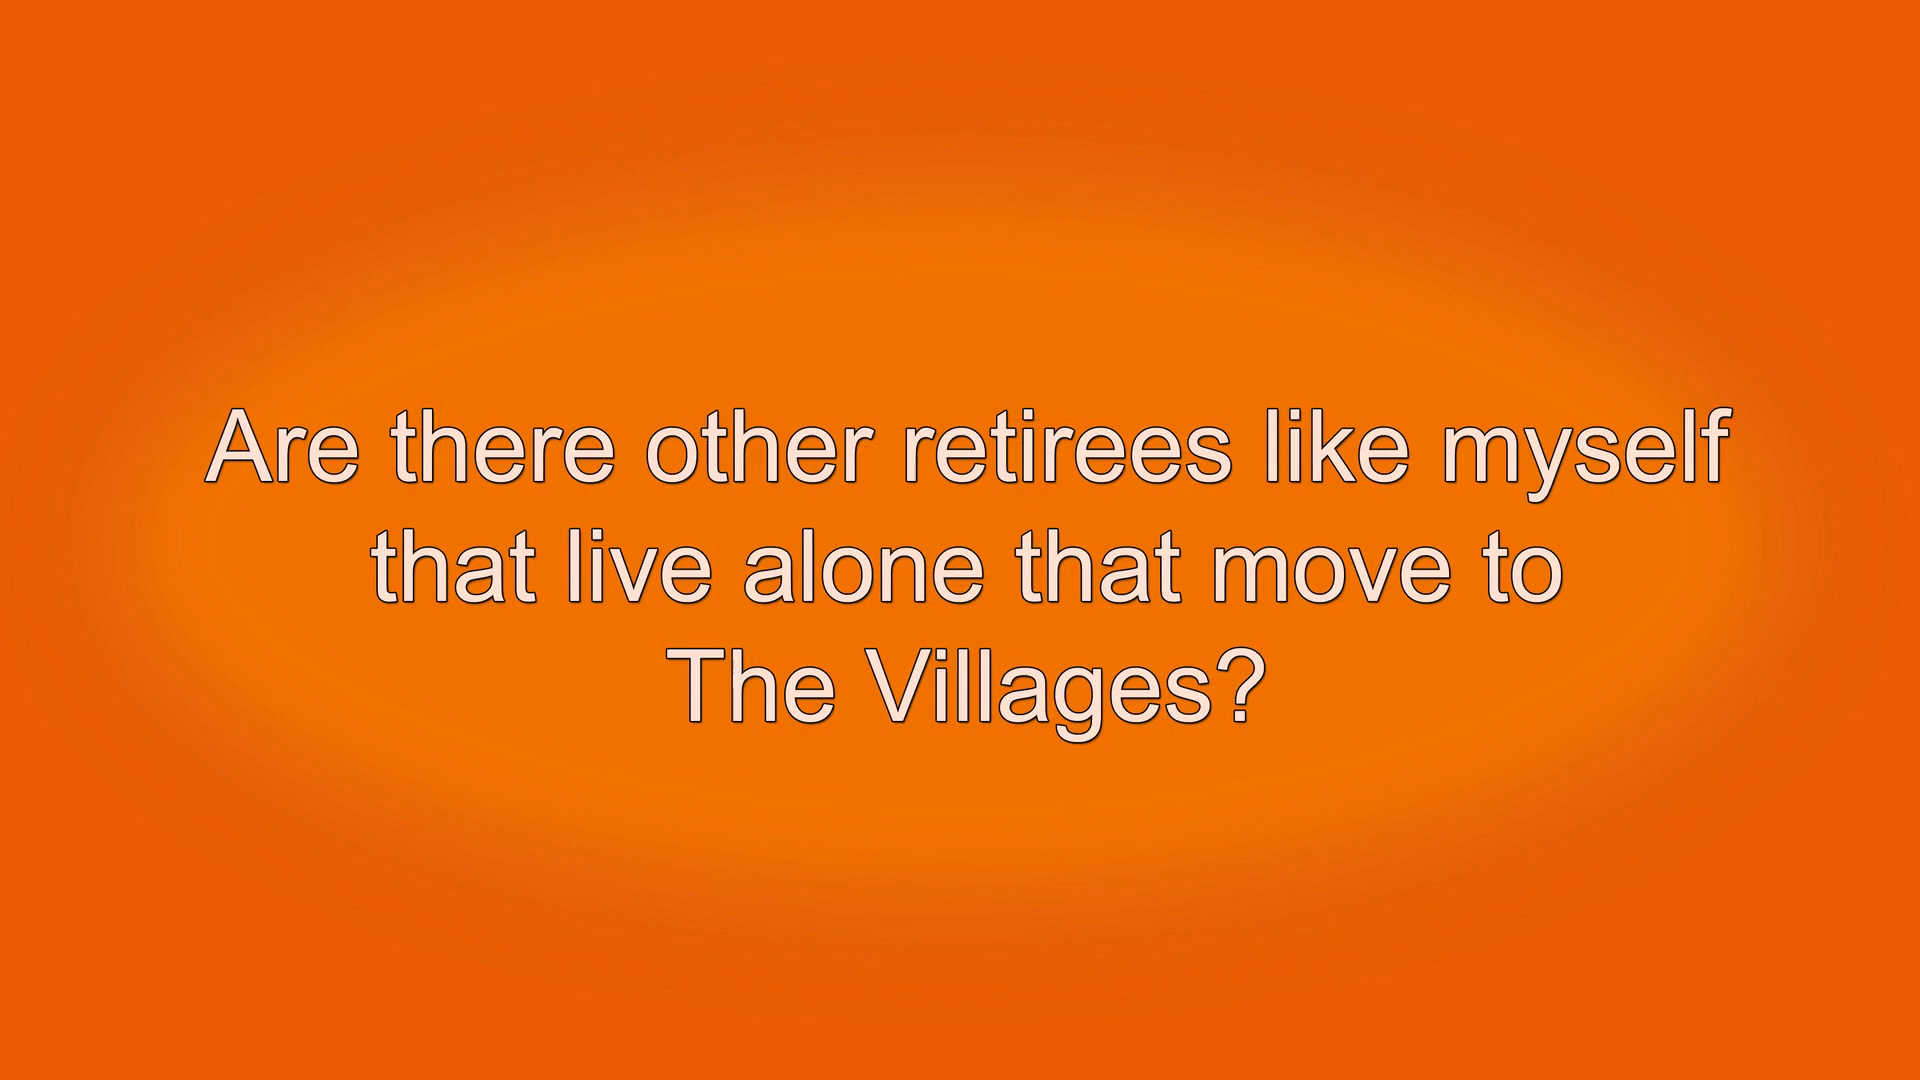 Are there other retirees like myself
that live alone that move to
The Villages?